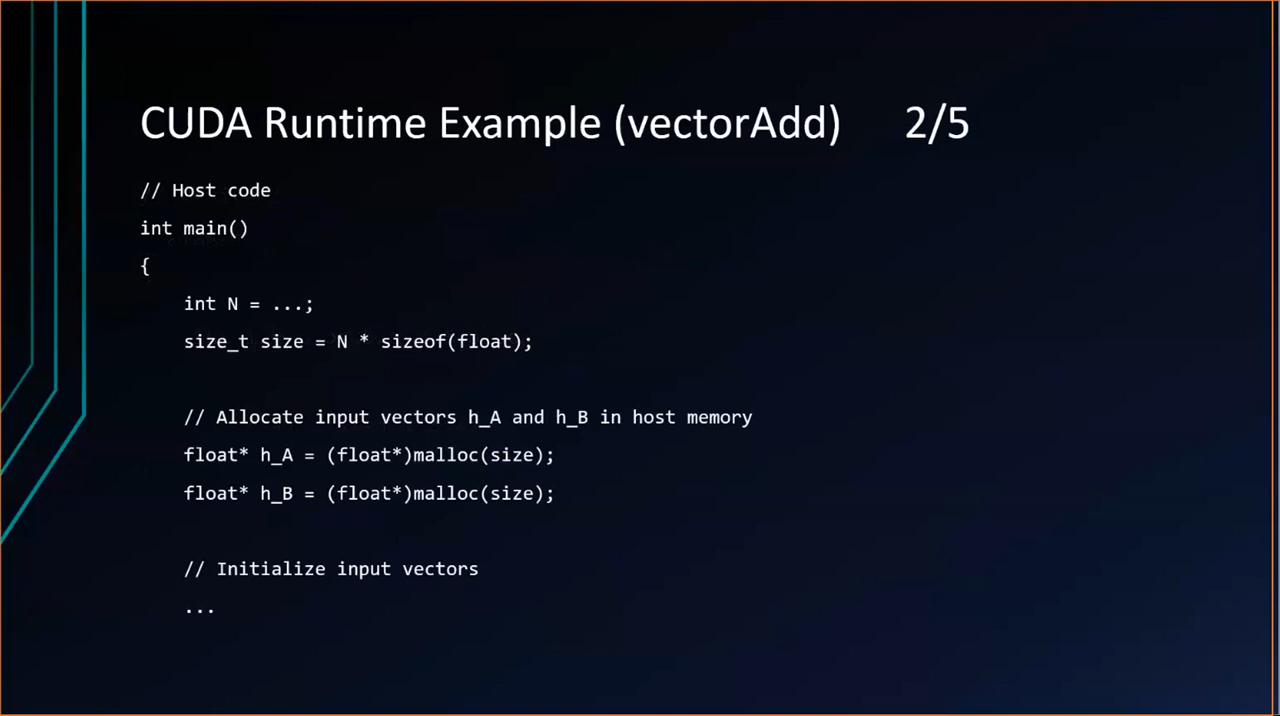 CUDA Runtime Example (vectorAdd) 2/5
// Host code
int main()
{
int N = ...;
size_t size = N * sizeof(float);
// Allocate input vectors h_A and h_B in host memory
float* h_A = (float*)malloc(size);
float* h_B = (float*)malloc(size);
// Initialize input vectors
...